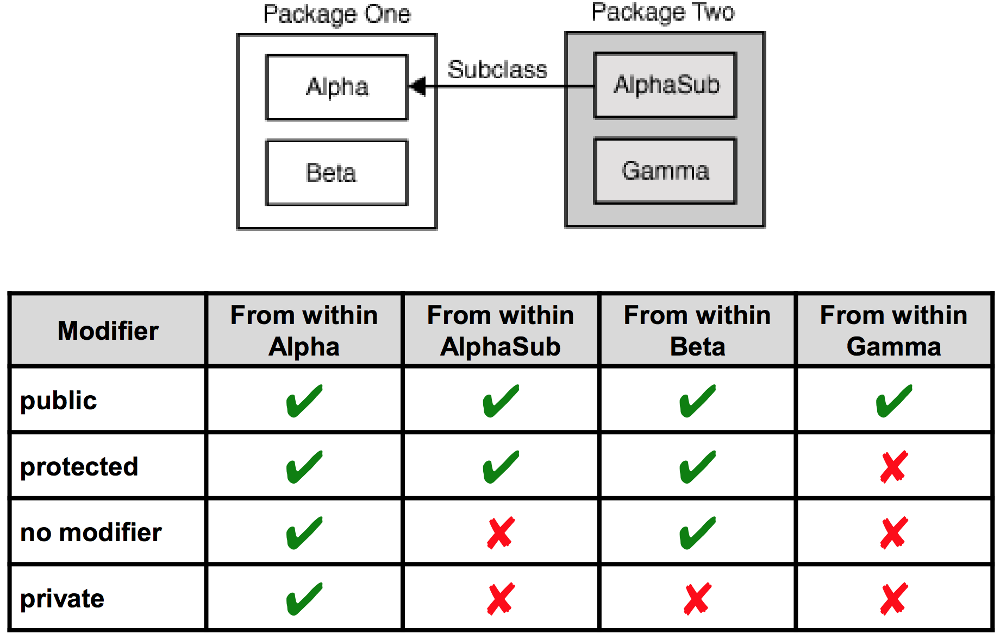 Package One
Package Two
Subclass
Alpha
AlphaSub
Beta
Gamma
Modifier
From within
Alpha
From within
AlphaSub
From within
Beta
From within
Gamma
public
protected
no modifier
private